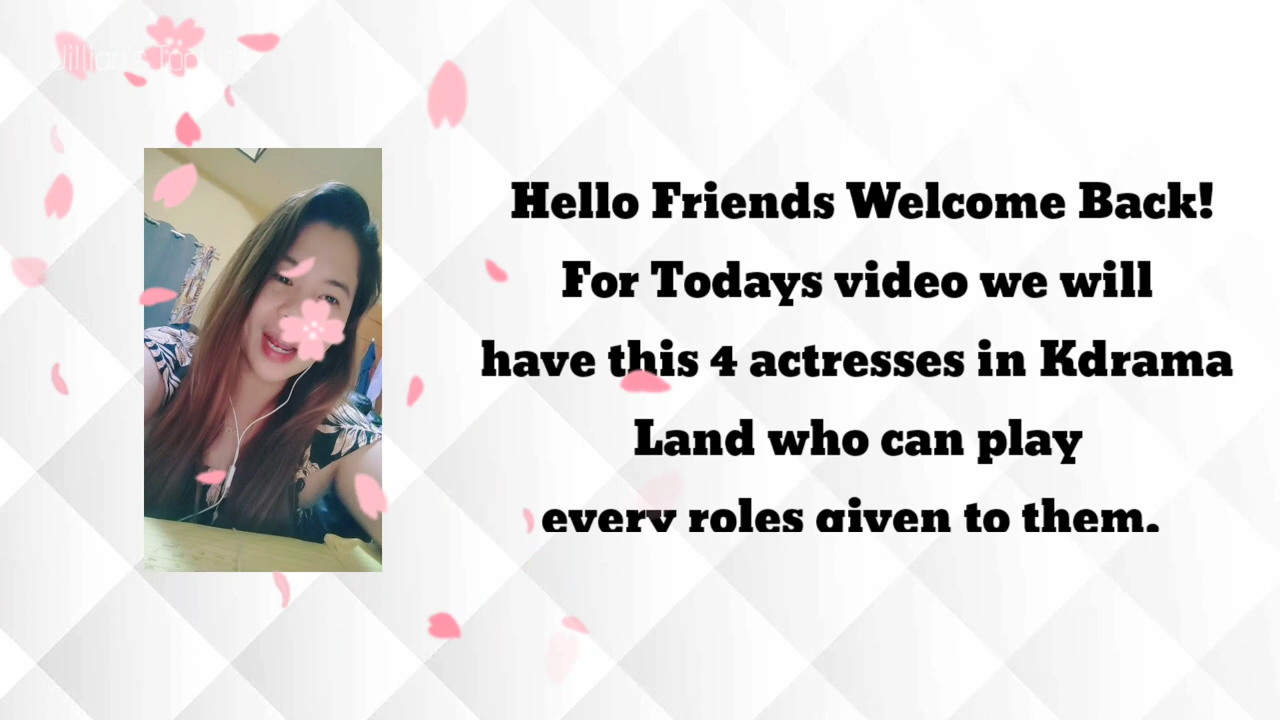 Hello Friends Welcome Back!
For Todays video we will
have this 4 actresses in Kdrama
Land who can play
every roles given to them.